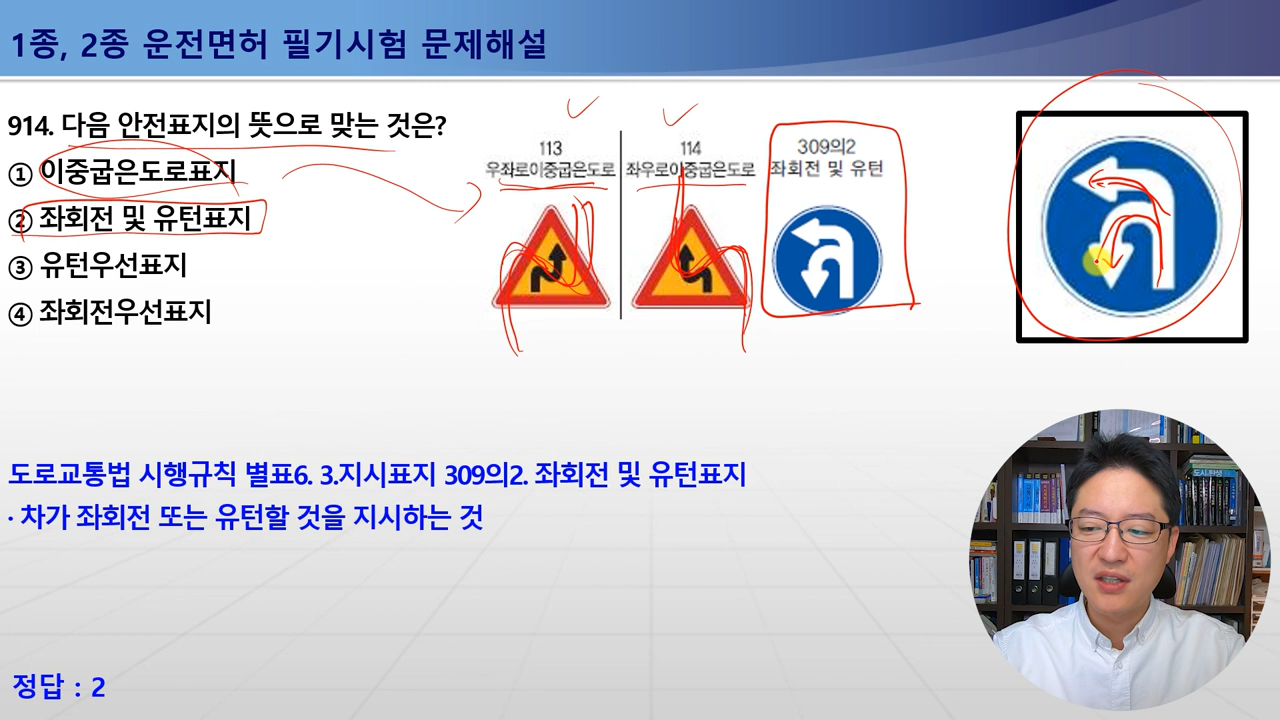 1종, 2종 운전면허 필기시험 문제해설
914. 다음 안전표지의 뜻으로 맞는 것은?
① 이중굽은도로표지
② 좌회전 및 유턴표지
③ 유턴우선표지
④ 좌회전우선표지
113
우좌로이중굽은도로
114
좌우로이중굽은도로
309의2
좌회전 및 유턴
도로교통법 시행규칙 별표6. 3.지시표지 309의2. 좌회전 및 유턴표지
· 차가 좌회전 또는 유턴할 것을 지시하는 것
정답 : 2